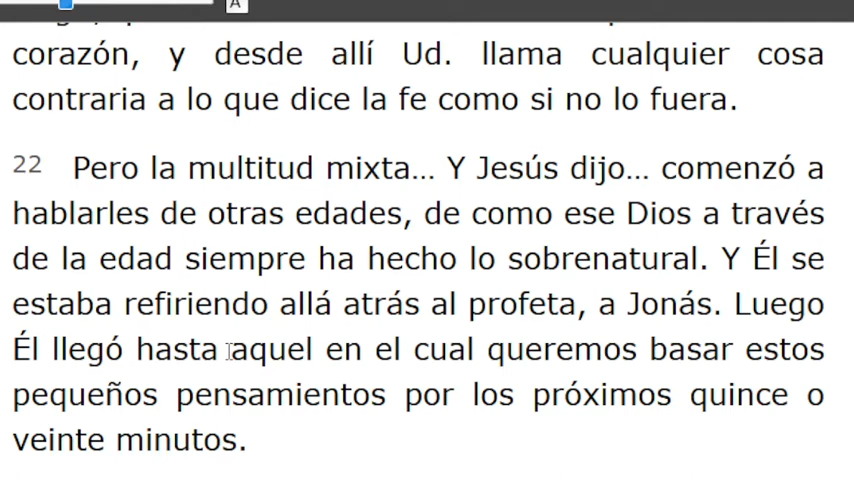 A
corazón, y desde allí Ud. llama cualquier cosa
contraria a lo que dice la fe como si no lo fuera.
22 Pero la multitud mixta... Y Jesús dijo... comenzó a
hablarles de otras edades, de como ese Dios a través
de la edad siempre ha hecho lo sobrenatural. Y Él se
estaba refiriendo allá atrás al profeta, a Jonás. Luego
Él llegó hasta aquel en el cual queremos basar estos
pequeños pensamientos por los próximos quince o
veinte minutos.